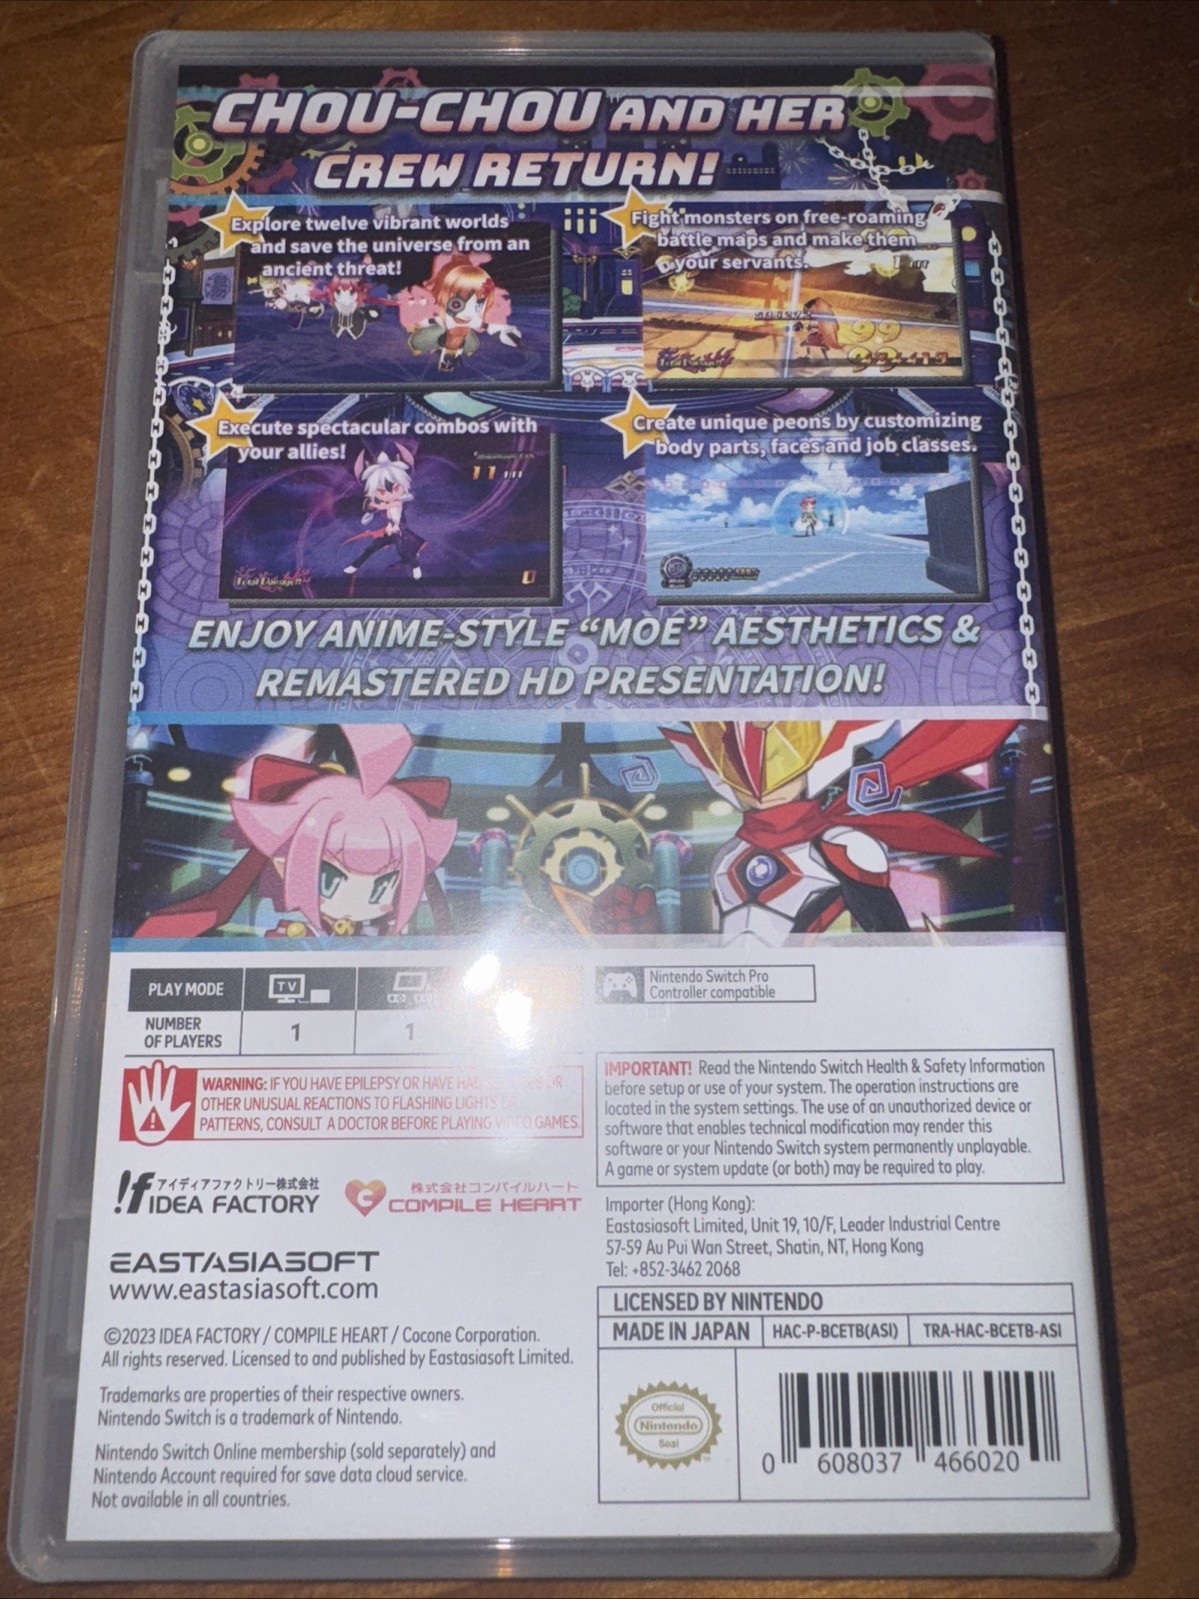 CHOU-CHOU AND HER
CREW RETURN!
Explore twelve vibrant worlds
and save the universe from an
ancient threat!
Fight monsters on free-roaming
battle maps and make them
your servants.
99
Execute spectacular combos with
your allies!
11
Total Damage
0
Create unique peons by customizing
body parts, faces and job classes.
ENJOY ANIME-STYLE “MOE” AESTHETICS &
REMASTERED HD PRESENTATION!
PLAY MODE
TV
NUMBER
OF PLAYERS
1
1
Nintendo Switch Pro
Controller compatible
WARNING: IF YOU HAVE EPILEPSY OR HAVE HAD OR
OTHER UNUSUAL REACTIONS TO FLASHING LIGHTS OR
PATTERNS, CONSULT A DOCTOR BEFORE PLAYING VIDEO GAMES.
IMPORTANT! Read the Nintendo Switch Health & Safety Information
before setup or use of your system. The operation instructions are
located in the system settings. The use of an unauthorized device or
software that enables technical modification may render this
software or your Nintendo Switch system permanently unplayable.
A game or system update (or both) may be required to play.
アイディアファクトリー株式会社
!f IDEA FACTORY
株式会社コンパイルハート
COMPILE HEART
EASTASIASOFT
www.eastasiasoft.com
©2023 IDEA FACTORY / COMPILE HEART / Cocone Corporation.
All rights reserved. Licensed to and published by Eastasiasoft Limited.
Trademarks are properties of their respective owners.
Nintendo Switch is a trademark of Nintendo.
Nintendo Switch Online membership (sold separately) and
Nintendo Account required for save data cloud service.
Not available in all countries.
Importer (Hong Kong):
Eastasiasoft Limited, Unit 19, 10/F, Leader Industrial Centre
57-59 Au Pui Wan Street, Shatin, NT, Hong Kong
Tel: +852-3462 2068
LICENSED BY NINTENDO
MADE IN JAPAN
HAC-P-BCETB(ASI)
TRA-HAC-BCETB-ASI
Official
Nintendo
Seal
TM
0 608037 466020